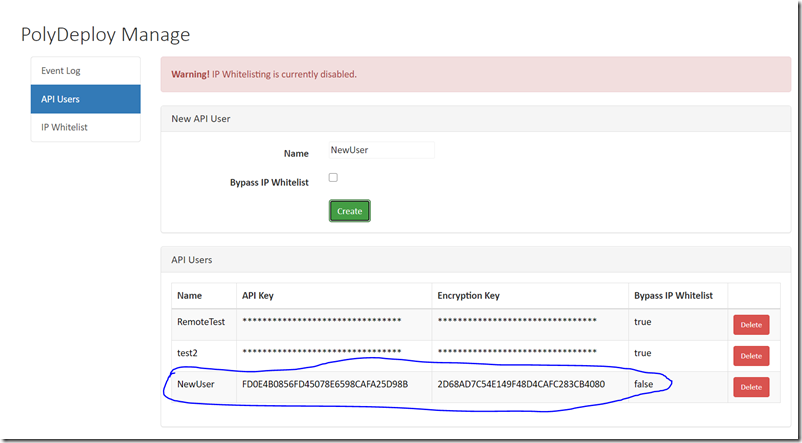 PolyDeploy Manage
Event Log
API Users
IP Whitelist
Warning! IP Whitelisting is currently disabled.
New API User
Name NewUser
Bypass IP Whitelist
Create
API Users
Name API Key Encryption Key Bypass IP Whitelist
RemoteTest ******************************** ******************************** true Delete
test2 ******************************** ******************************** true Delete
NewUser FD0E4B0856FD45078E6598CAFA25D98B 2D68AD7C54E149F48D4CAFC283CB4080 false Delete